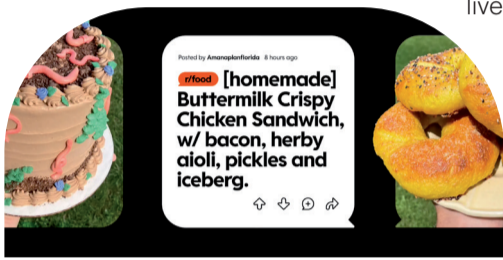 live
Posted by Amanaplanflorida 8 hours ago
r/food [homemade]
Buttermilk Crispy
Chicken Sandwich,
w/ bacon, herby
aioli, pickles and
iceberg.